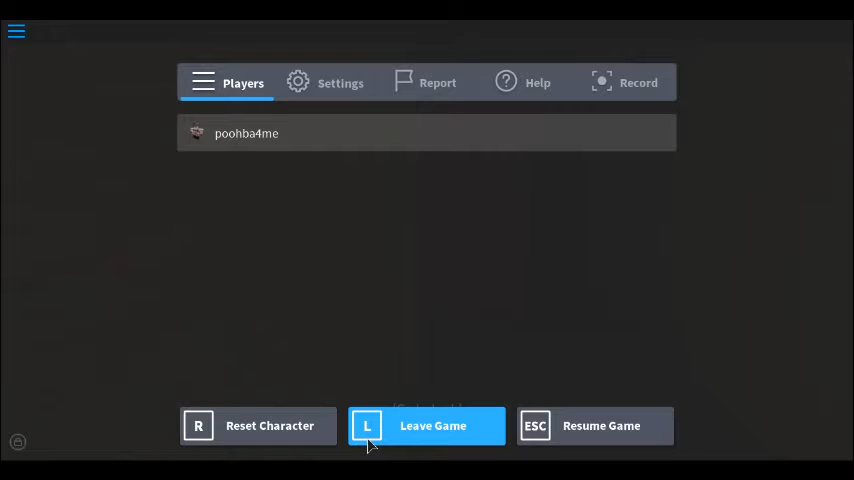 Players Settings Report Help Record
poohba4me
R Reset Character L Leave Game ESC Resume Game